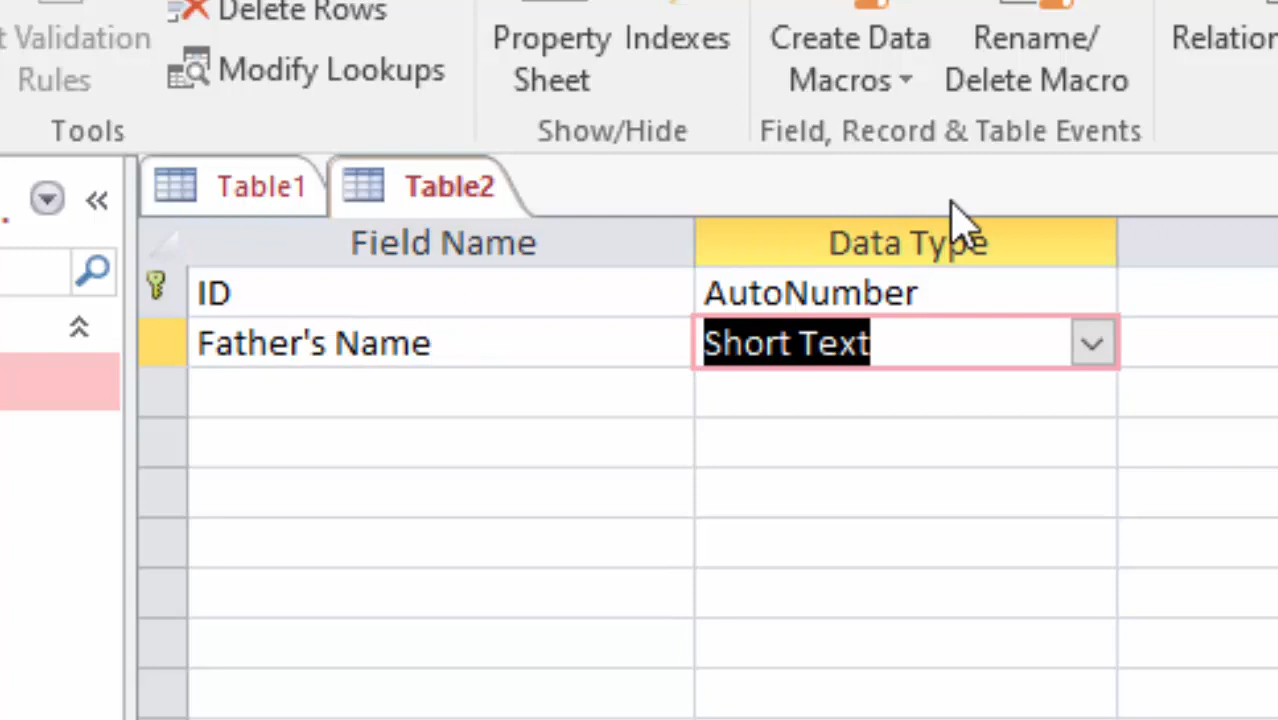 Delete Rows
t Validation
Rules
Modify Lookups
Property
Sheet
Indexes
Create Data
Macros
Rename/
Delete Macro
Relation
Tools
Show/Hide
Field, Record & Table Events
Table1
Table2
Field Name
Data Type
ID
AutoNumber
Father's Name
Short Text